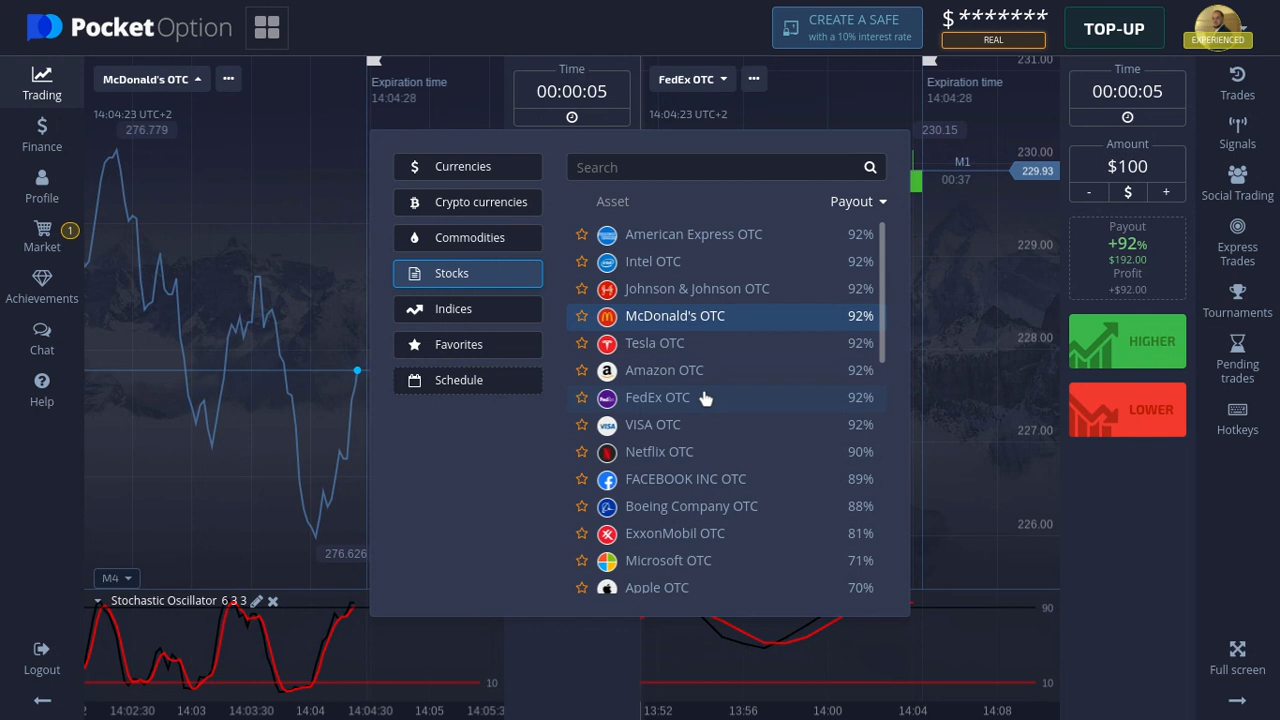 PocketOption
CREATE A SAFE
with a 10% interest rate
$ *******
REAL
TOP-UP
EXPERIENCED
Trading
Finance
Profile
Market
1
Achievements
Chat
Help
Logout
McDonald's OTC
14:04:23 UTC+2
276.779
Expiration time
14:04:28
Time
00:00:05
276.626
M4
Stochastic Oscillator 6 3 3
10
14:02:30 14:03 14:03:30 14:04 14:04:30 14:05 14:05:3
Currencies
Crypto currencies
Commodities
Stocks
Indices
Favorites
Schedule
Search
Asset Payout
American Express OTC 92%
Intel OTC 92%
Johnson & Johnson OTC 92%
McDonald's OTC 92%
Tesla OTC 92%
Amazon OTC 92%
FedEx OTC 92%
VISA OTC 92%
Netflix OTC 90%
FACEBOOK INC OTC 89%
Boeing Company OTC 88%
ExxonMobil OTC 81%
Microsoft OTC 71%
Apple OTC 70%
FedEx OTC
14:04:23 UTC+2
Expiration time
14:04:28
230.15
M1
00:37
231.00
230.00
229.93
229.00
228.00
227.00
226.00
90
10
13:52 13:56 14:00 14:04 14:08
Time
00:00:05
Amount
$100
- $ +
Payout
+92%
$192.00
Profit
+$92.00
HIGHER
LOWER
Trades
Signals
Social Trading
Express
Trades
Tournaments
Pending
trades
Hotkeys
Full screen